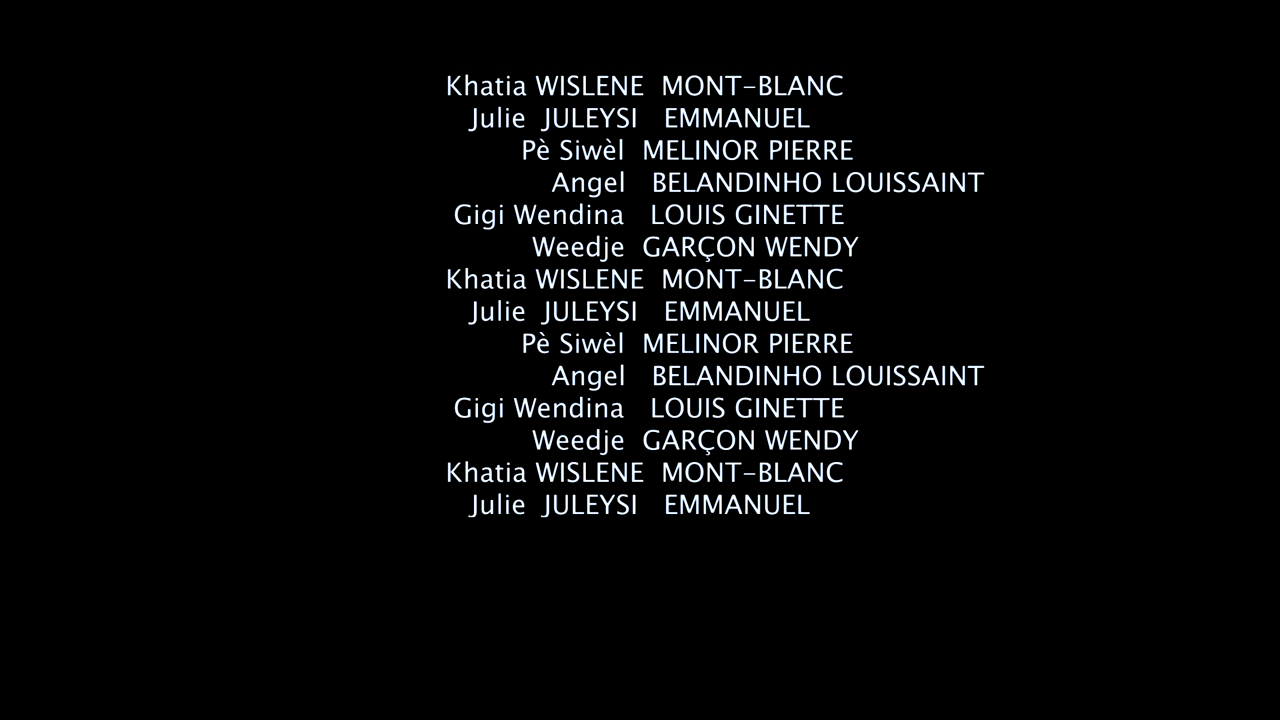 Khatia WISLENE MONT-BLANC
Julie JULEYSI EMMANUEL
Pè Siwèl MELINOR PIERRE
Angel BELANDINHO LOUISSAINT
Gigi Wendina LOUIS GINETTE
Weedje GARÇON WENDY
Khatia WISLENE MONT-BLANC
Julie JULEYSI EMMANUEL
Pè Siwèl MELINOR PIERRE
Angel BELANDINHO LOUISSAINT
Gigi Wendina LOUIS GINETTE
Weedje GARÇON WENDY
Khatia WISLENE MONT-BLANC
Julie JULEYSI EMMANUEL